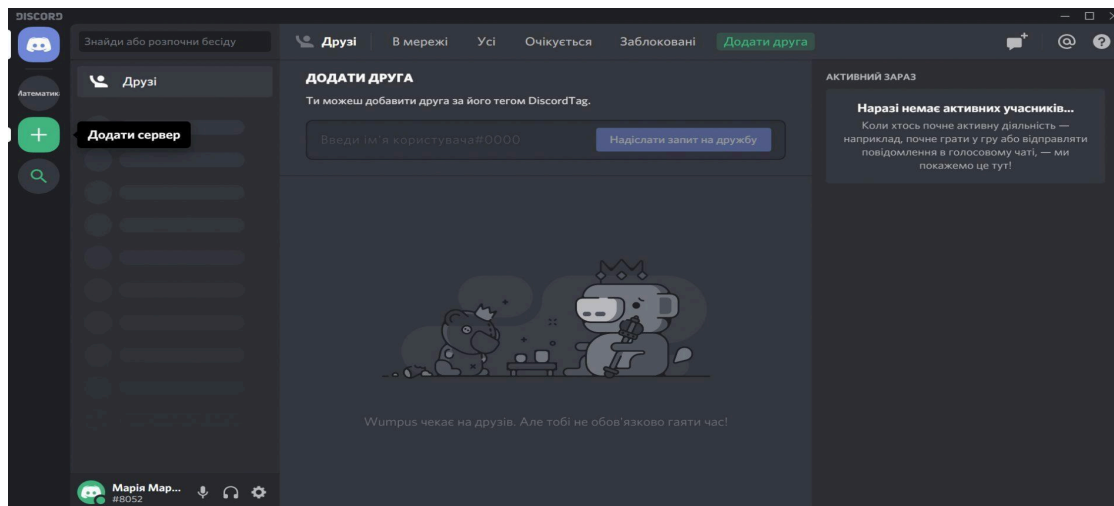 DISCORD
Знайди або розпочни бесіду
Друзі
В мережі
Усі
Очікується
Заблоковані
Додати друга
Автоматик
Друзі
Додати сервер
ДОДАТИ ДРУГА
Ти можеш добавити друга за його тегом DiscordTag.
Введи ім'я користувача#0000
Надіслати запит на дружбу
Wumpus чекає на друзів. Але тобі не обов'язково гаяти час!
АКТИВНИЙ ЗАРАЗ
Наразі немає активних учасників...
Коли хтось почне активну діяльність —
наприклад, почне грати у гру або відправляти
повідомлення в голосовому чаті, — ми
покажемо це тут!
Марія Мар...
#8052